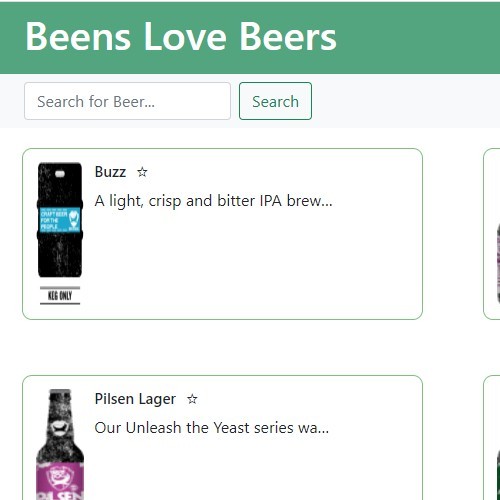 Beens Love Beers
Search for Beer...
Search
Buzz ☆
A light, crisp and bitter IPA brew...
CRAFT BEER
FOR THE
PEOPLE
KEG ONLY
Pilsen Lager ☆
Our Unleash the Yeast series wa...